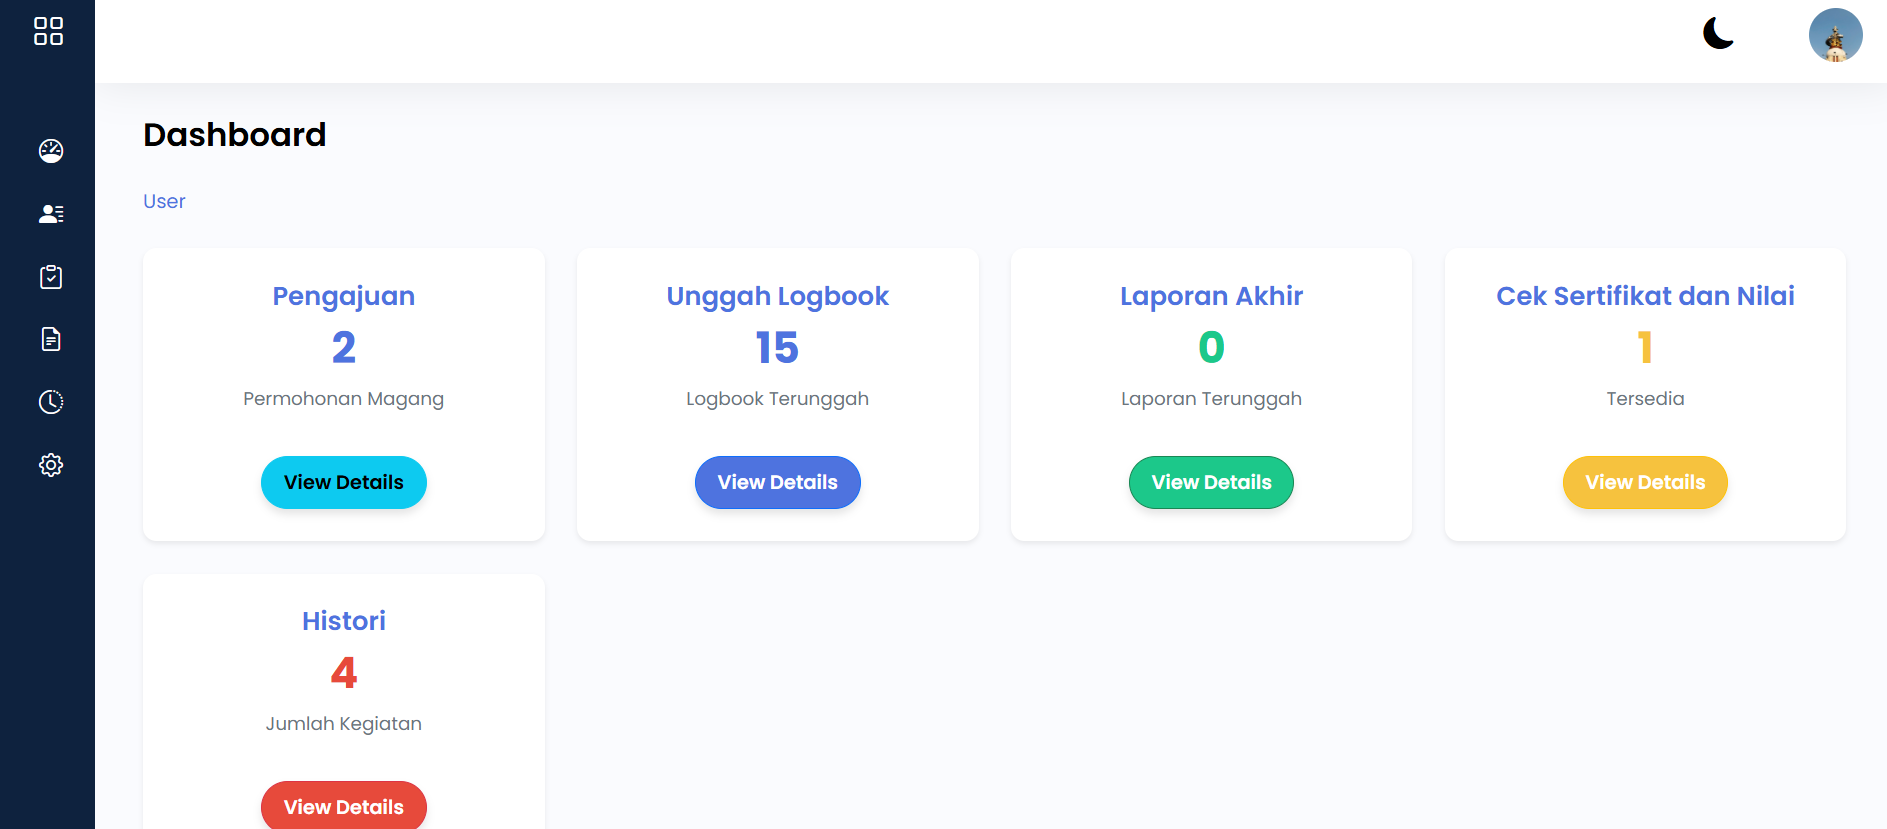 Dashboard
User
Pengajuan
2
Permohonan Magang
View Details
Unggah Logbook
15
Logbook Terunggah
View Details
Laporan Akhir
0
Laporan Terunggah
View Details
Cek Sertifikat dan Nilai
1
Tersedia
View Details
Histori
4
Jumlah Kegiatan
View Details